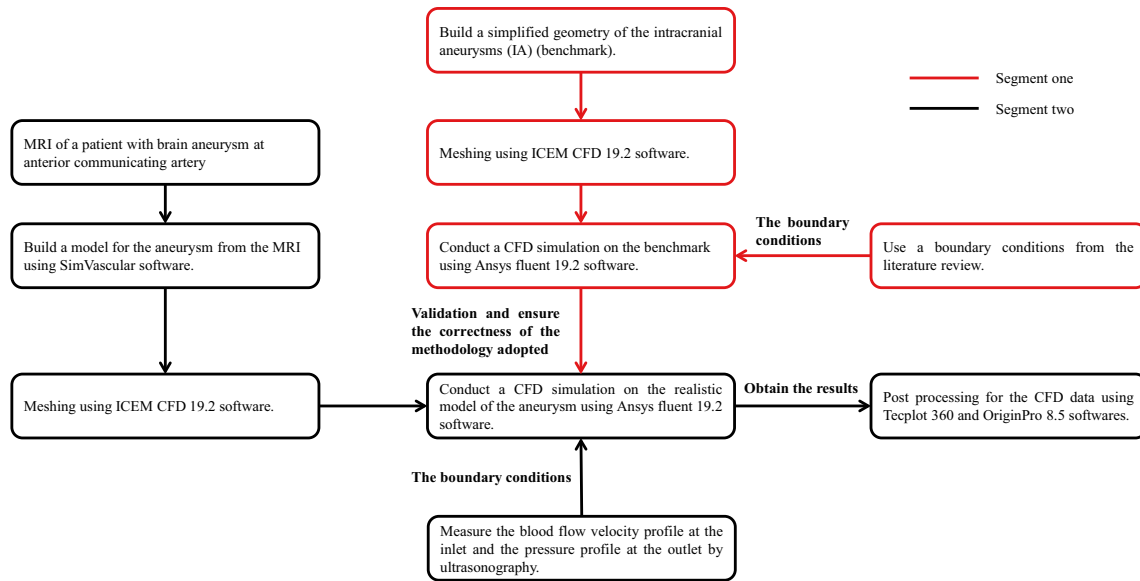 Build a simplified geometry of the intracranial
aneurysms (IA) (benchmark).
Segment one
Segment two
MRI of a patient with brain aneurysm at
anterior communicating artery
Meshing using ICEM CFD 19.2 software.
Build a model for the aneurysm from the MRI
using SimVascular software.
Conduct a CFD simulation on the benchmark
using Ansys fluent 19.2 software.
The boundary
conditions
Use a boundary conditions from the
literature review.
Validation and ensure
the correctness of the
methodology adopted
Meshing using ICEM CFD 19.2 software.
Conduct a CFD simulation on the realistic
model of the aneurysm using Ansys fluent 19.2
software.
Obtain the results
Post processing for the CFD data using
Tecplot 360 and OriginPro 8.5 softwares.
The boundary conditions
Measure the blood flow velocity profile at the
inlet and the pressure profile at the outlet by
ultrasonography.